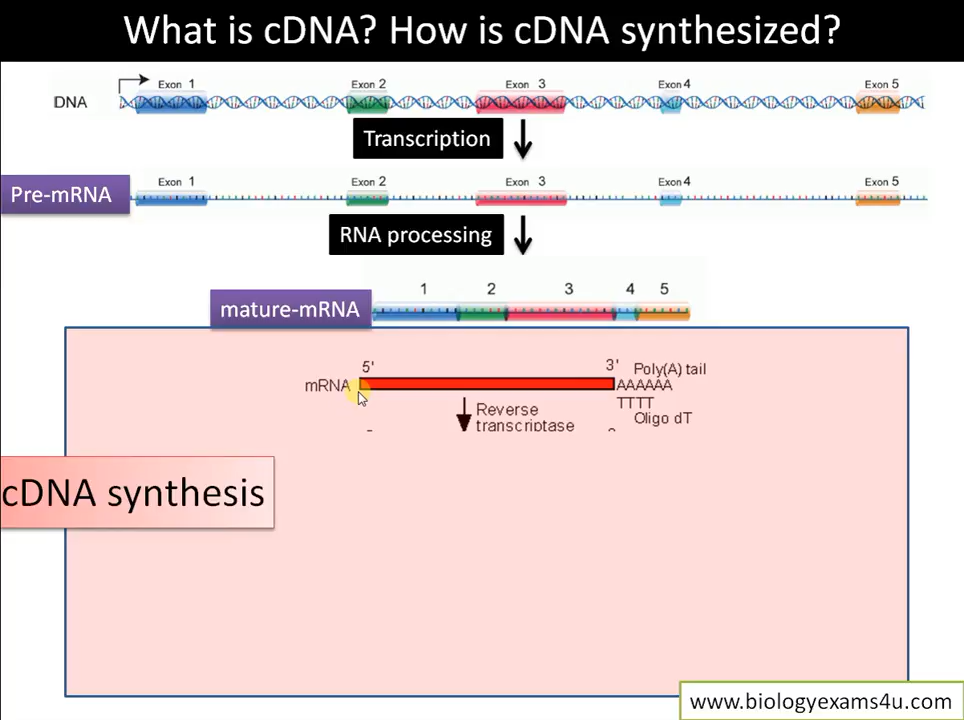 What is cDNA? How is cDNA synthesized?
Exon 1 Exon 2 Exon 3 Exon 4 Exon 5
DNA
Transcription
Exon 1 Exon 2 Exon 3 Exon 4 Exon 5
Pre-mRNA
RNA processing
1 2 3 4 5
mature-mRNA
5' 3' Poly(A) tail
mRNA AAAAAA
TTTT
Oligo dT
Reverse
transcriptase
cDNA synthesis
www.biologyexams4u.com